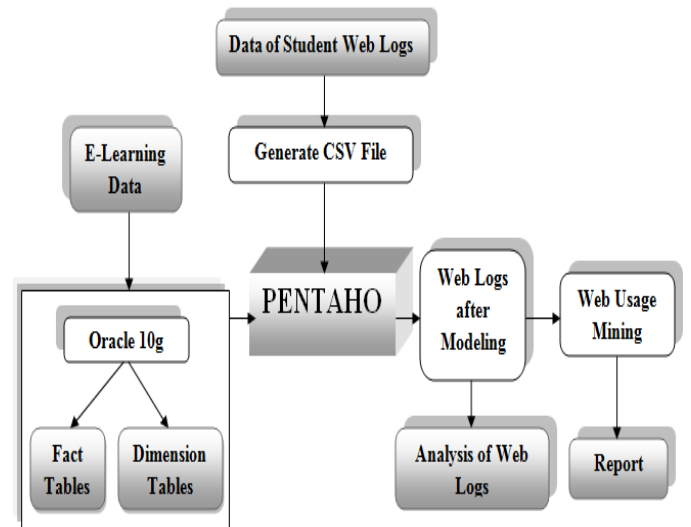 Data of Student Web Logs
Generate CSV File
E-Learning
Data
PENTAHO
Web Logs
after
Modeling
Web Usage
Mining
Oracle 10g
Fact
Tables
Dimension
Tables
Analysis of Web
Logs
Report